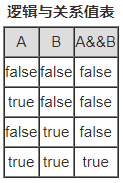 逻辑与关系值表
A B A&&B
false false false
true false false
false true false
true true true